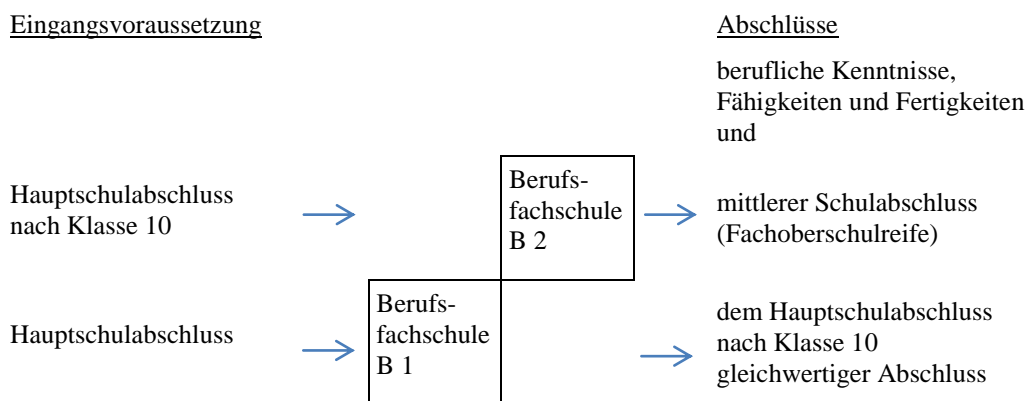 Eingangsvoraussetzung
Abschlüsse
berufliche Kenntnisse,
Fähigkeiten und Fertigkeiten
und
Hauptschulabschluss
nach Klasse 10
Berufs-
fachschule
B 2
mittlerer Schulabschluss
(Fachoberschulreife)
Hauptschulabschluss
Berufs-
fachschule
B 1
dem Hauptschulabschluss
nach Klasse 10
gleichwertiger Abschluss